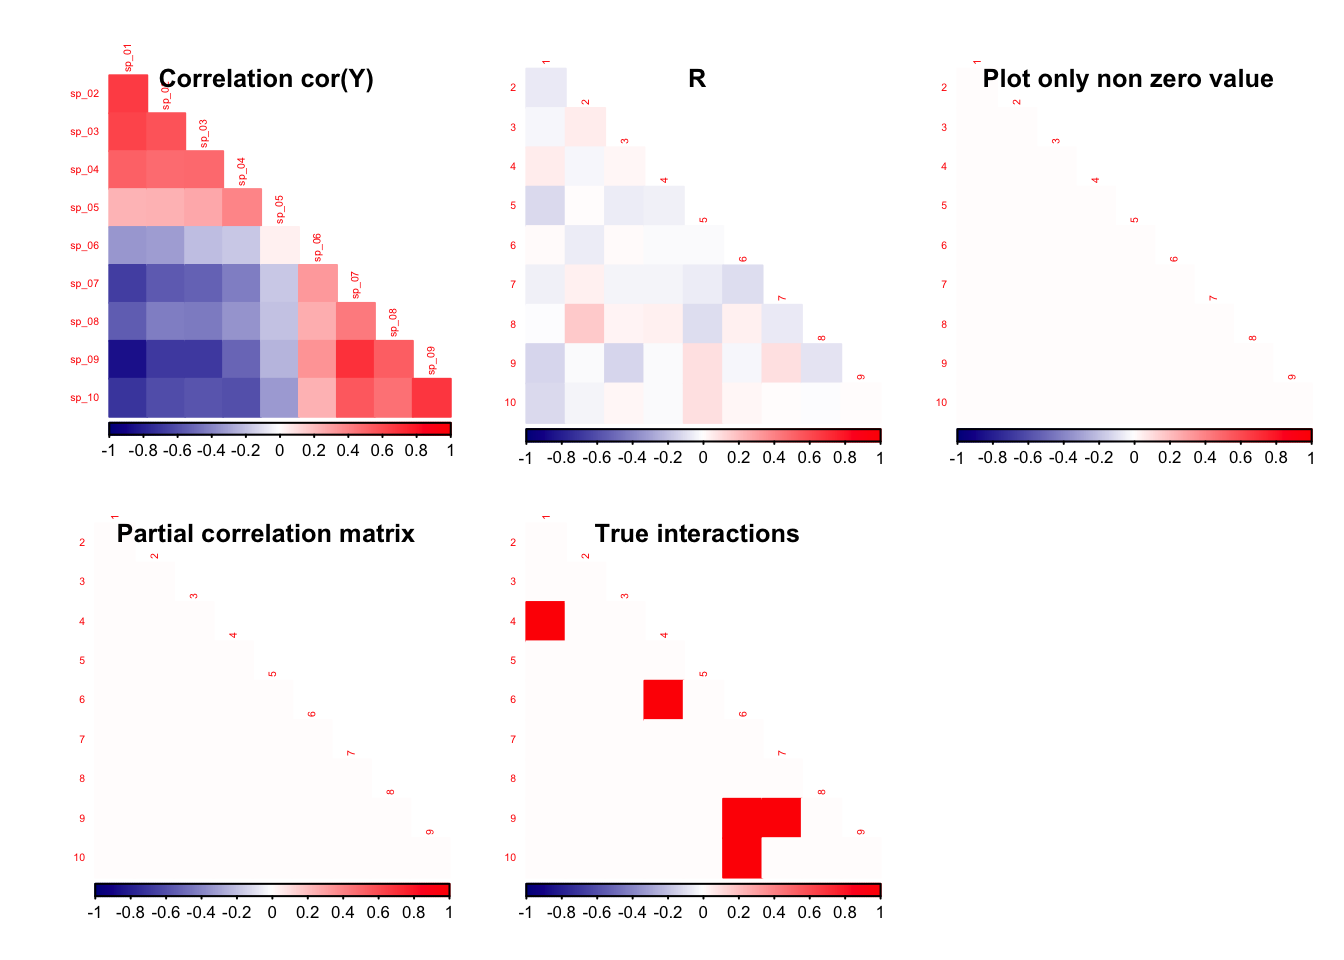 Correlation cor(Y)
sp_01
sp_02
sp_03
sp_04
sp_05
sp_06
sp_07
sp_08
sp_09
sp_02
sp_03
sp_04
sp_05
sp_06
sp_07
sp_08
sp_09
sp_10
-1 -0.8 -0.6 -0.4 -0.2 0 0.2 0.4 0.6 0.8 1
R
1
2
3
4
5
6
7
8
9
2
3
4
5
6
7
8
9
10
-1 -0.8 -0.6 -0.4 -0.2 0 0.2 0.4 0.6 0.8 1
Plot only non zero value
1
2
3
4
5
6
7
8
9
2
3
4
5
6
7
8
9
10
-1 -0.8 -0.6 -0.4 -0.2 0 0.2 0.4 0.6 0.8 1
Partial correlation matrix
1
2
3
4
5
6
7
8
9
2
3
4
5
6
7
8
9
10
-1 -0.8 -0.6 -0.4 -0.2 0 0.2 0.4 0.6 0.8 1
True interactions
1
2
3
4
5
6
7
8
9
2
3
4
5
6
7
8
9
10
-1 -0.8 -0.6 -0.4 -0.2 0 0.2 0.4 0.6 0.8 1